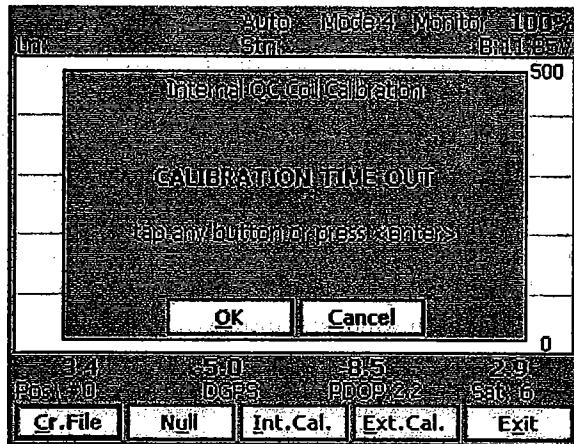 Auto Mode 4 Monitor 100%
Ln: Stn:
500
Internal QC Coil Calibration
CALIBRATION TIME OUT
tap any button or press <enter>
OK Cancel
0
3.4 -5.0 -8.5 2.9
DGPS PDOP 2.2 Sat. 6
Cr.File Null Int.Cal. Ext.Cal. Exit